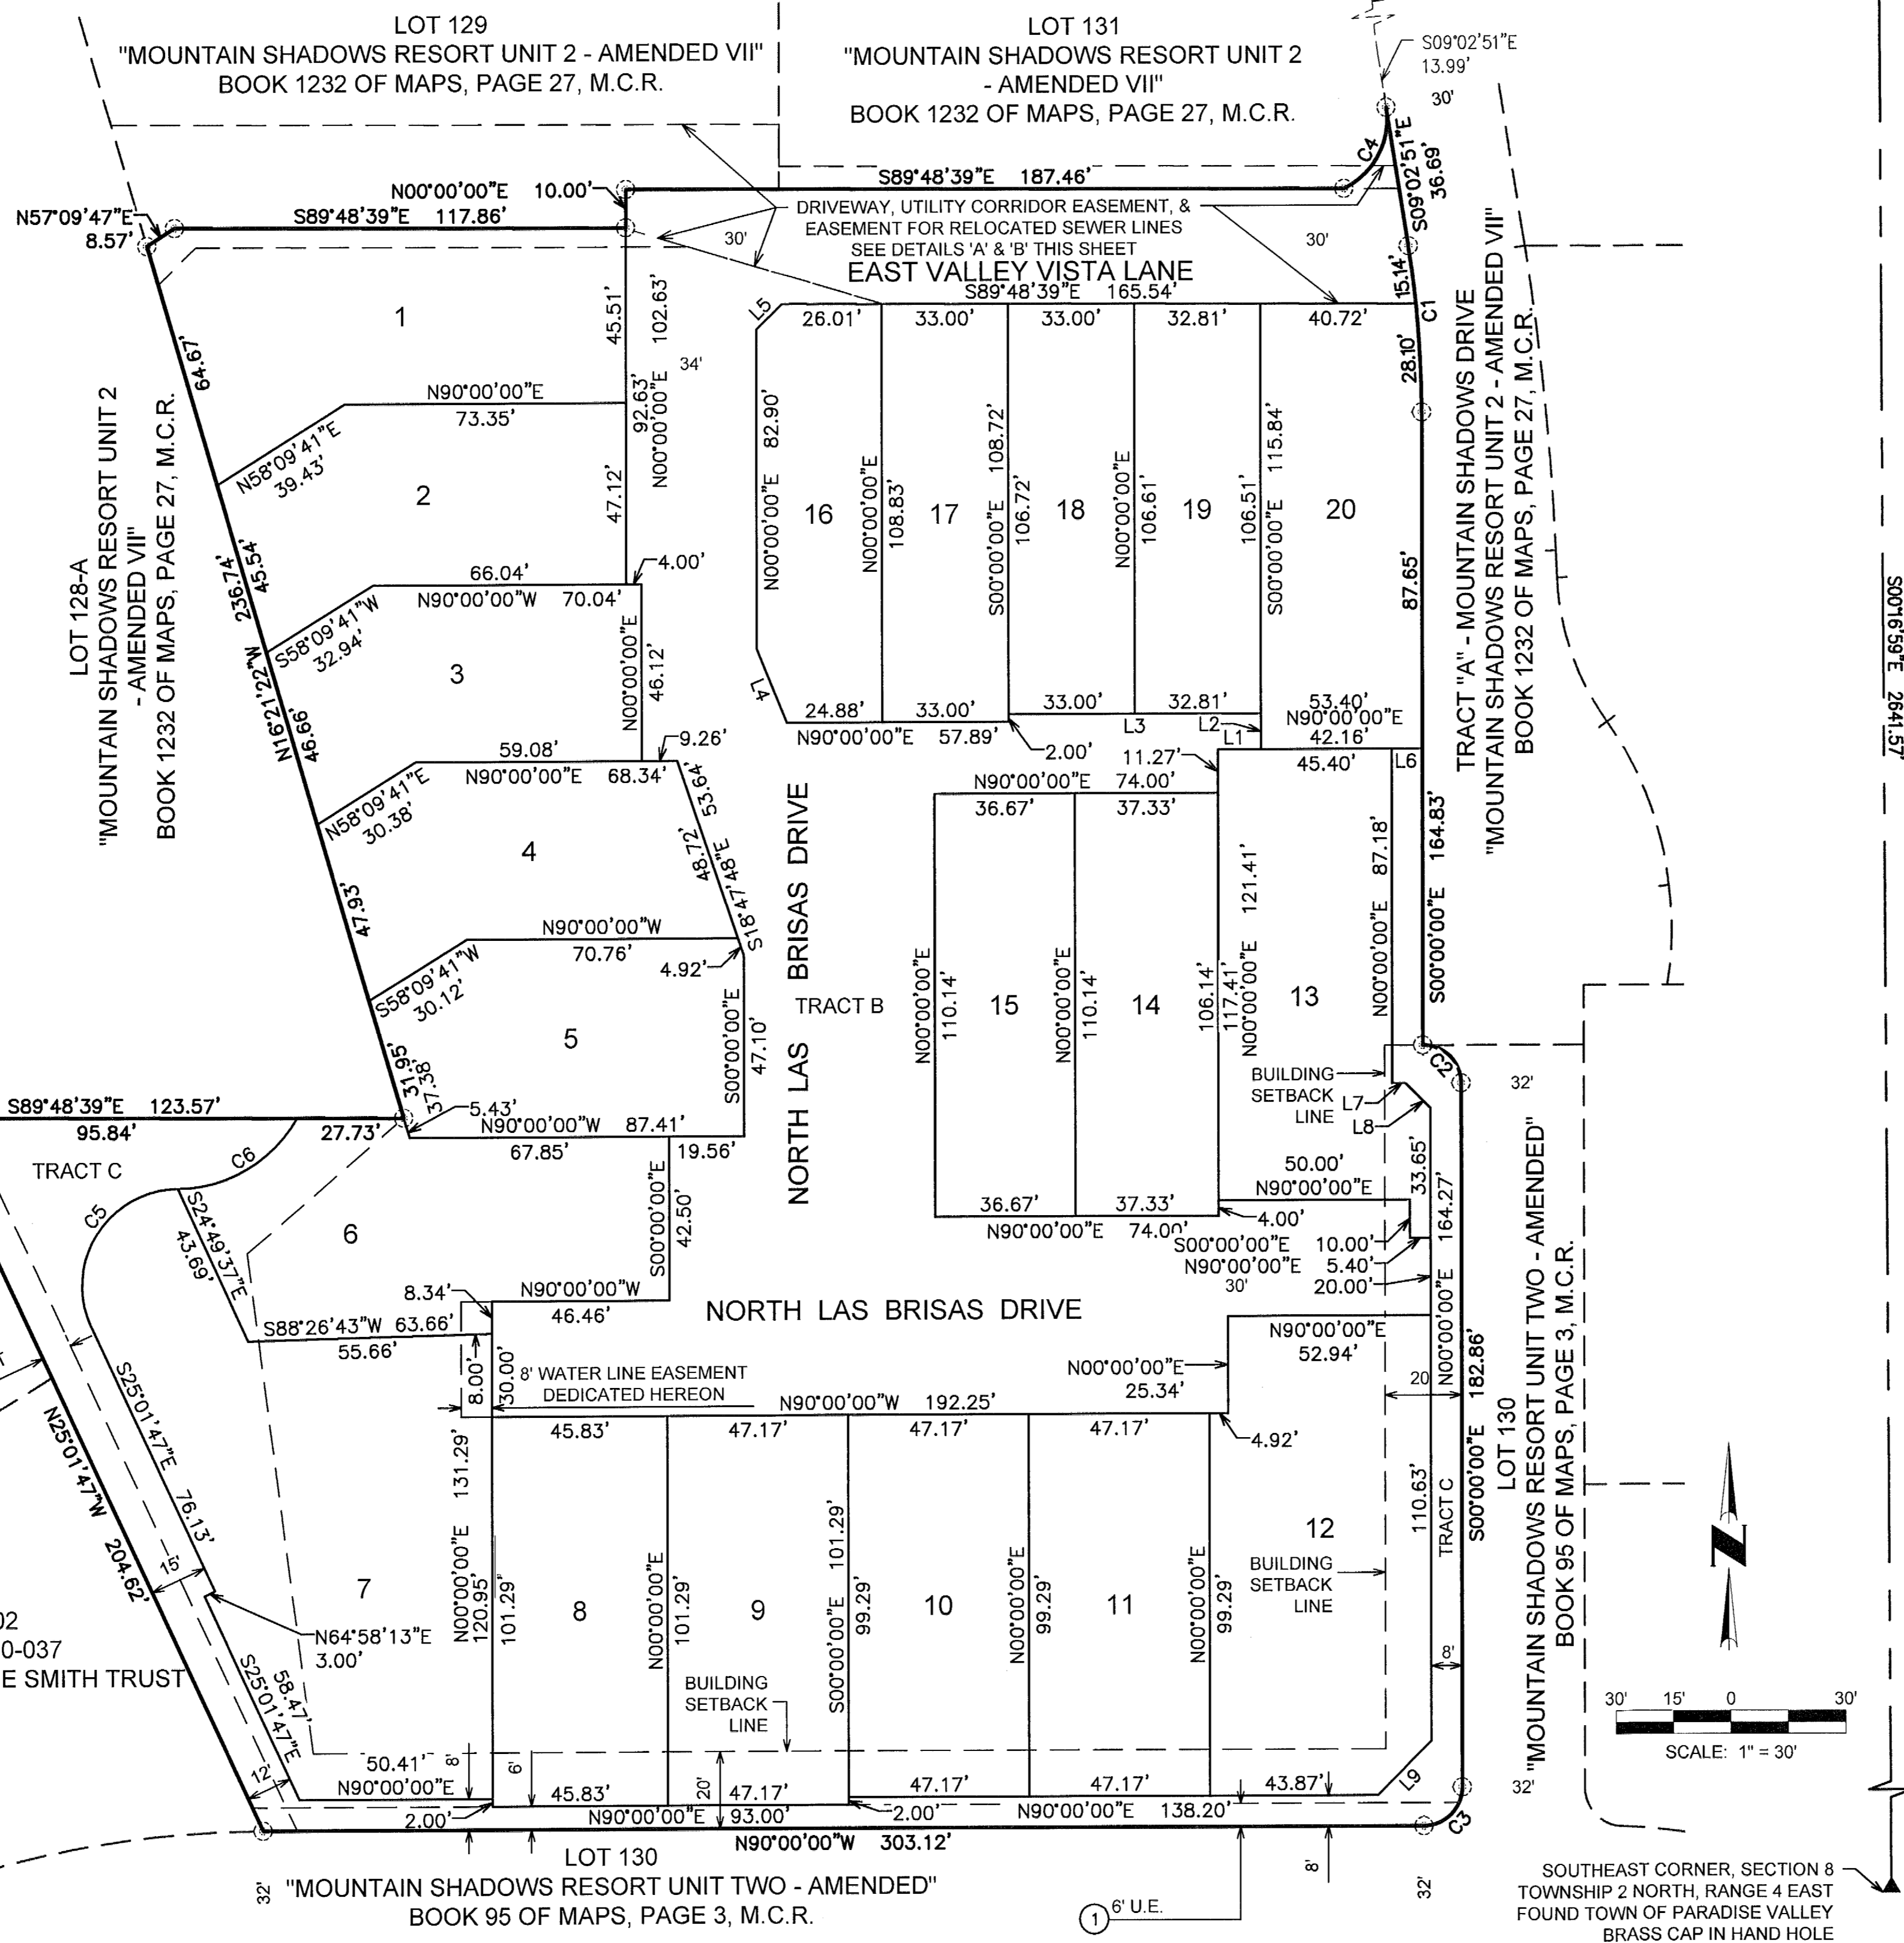 LOT 129
"MOUNTAIN SHADOWS RESORT UNIT 2 - AMENDED VII"
BOOK 1232 OF MAPS, PAGE 27, M.C.R.
LOT 131
"MOUNTAIN SHADOWS RESORT UNIT 2
- AMENDED VII"
BOOK 1232 OF MAPS, PAGE 27, M.C.R.
S09°02'51"E
13.99'
30'
C4
S09°02'51"E
36.69'
N00°00'00"E 10.00'
S89°48'39"E 187.46'
N57°09'47"E
8.57'
S89°48'39"E 117.86'
DRIVEWAY, UTILITY CORRIDOR EASEMENT, &
EASEMENT FOR RELOCATED SEWER LINES
SEE DETAILS 'A' & 'B' THIS SHEET
30'
30'
EAST VALLEY VISTA LANE
S89°48'39"E 165.54'
15.14'
C1
28.10'
L5
26.01'
33.00'
33.00'
32.81'
40.72'
1
45.51'
102.63'
34'
64.67'
N90°00'00"E
73.35'
92.63'
N00°00'00"E
N58°09'41"E
39.43'
2
47.12'
LOT 128-A
"MOUNTAIN SHADOWS RESORT UNIT 2
- AMENDED VII"
BOOK 1232 OF MAPS, PAGE 27, M.C.R.
N16°21'22"W 236.74'
45.54'
66.04'
4.00'
N90°00'00"W 70.04'
S58°09'41"W
32.94'
3
N00°00'00"E
46.12'
46.66'
59.08'
9.26'
N90°00'00"E 68.34'
N58°09'41"E
30.38'
4
S18°47'48"E 53.64'
48.72'
47.93'
N90°00'00"W
70.76'
4.92'
S58°09'41"W
30.12'
5
S00°00'00"E
47.10'
31.95'
37.38'
5.43'
N90°00'00"W 87.41'
67.85'
19.56'
N00°00'00"E 82.90'
16
N00°00'00"E
108.83'
17
S00°00'00"E 108.72'
106.72'
18
N00°00'00"E
106.61'
19
106.51'
S00°00'00"E 115.84'
20
87.65'
L4
24.88'
33.00'
N90°00'00"E 57.89'
2.00'
33.00'
32.81'
L3
L2
L1
53.40'
N90°00'00"E
42.16'
L6
45.40'
11.27'
TRACT "A" - MOUNTAIN SHADOWS DRIVE
"MOUNTAIN SHADOWS RESORT UNIT 2 - AMENDED VII"
BOOK 1232 OF MAPS, PAGE 27, M.C.R.
S00°16'59"E 2641.57'
NORTH LAS BRISAS DRIVE
TRACT B
N90°00'00"E 74.00'
36.67'
37.33'
N00°00'00"E
110.14'
15
N00°00'00"E
110.14'
14
106.14'
117.41'
N00°00'00"E 121.41'
13
N00°00'00"E 87.18'
S00°00'00"E 164.83'
C2
32'
BUILDING
SETBACK
LINE
L7
L8
33.65'
50.00'
N90°00'00"E
36.67'
37.33'
N90°00'00"E 74.00'
4.00'
S00°00'00"E 10.00'
N90°00'00"E 5.40'
30'
20.00'
N00°00'00"E 164.27'
S89°48'39"E 123.57'
95.84'
27.73'
TRACT C
C6
C5
S24°49'37"E
43.69'
6
S00°00'00"E
42.50'
8.34'
N90°00'00"W
46.46'
NORTH LAS BRISAS DRIVE
S88°26'43"W 63.66'
55.66'
8.00'
30.00'
8' WATER LINE EASEMENT
DEDICATED HEREON
N90°00'00"W 192.25'
N00°00'00"E
25.34'
N90°00'00"E
52.94'
20
4.92'
45.83'
47.17'
47.17'
47.17'
S25°01'47"E
76.13'
15'
N25°01'47"W 204.62'
N64°58'13"E
3.00'
S25°01'47"E
58.47'
12'
02
0-037
E SMITH TRUST
7
N00°00'00"E 131.29'
120.95'
101.29'
8
N00°00'00"E
101.29'
9
S00°00'00"E 101.29'
99.29'
10
N00°00'00"E
99.29'
11
N00°00'00"E
99.29'
12
BUILDING
SETBACK
LINE
BUILDING
SETBACK
LINE
110.63'
TRACT C
8'
S00°00'00"E 182.86'
LOT 130
"MOUNTAIN SHADOWS RESORT UNIT TWO - AMENDED"
BOOK 95 OF MAPS, PAGE 3, M.C.R.
N
30' 15' 0 30'
SCALE: 1" = 30'
50.41'
N90°00'00"E
8'
6'
20'
2.00'
45.83'
47.17'
N90°00'00"E 93.00'
2.00'
47.17'
47.17'
43.87'
N90°00'00"E 138.20'
L9
C3
32'
N90°00'00"W 303.12'
32'
32'
8'
LOT 130
"MOUNTAIN SHADOWS RESORT UNIT TWO - AMENDED"
BOOK 95 OF MAPS, PAGE 3, M.C.R.
1 6' U.E.
SOUTHEAST CORNER, SECTION 8
TOWNSHIP 2 NORTH, RANGE 4 EAST
FOUND TOWN OF PARADISE VALLEY
BRASS CAP IN HAND HOLE